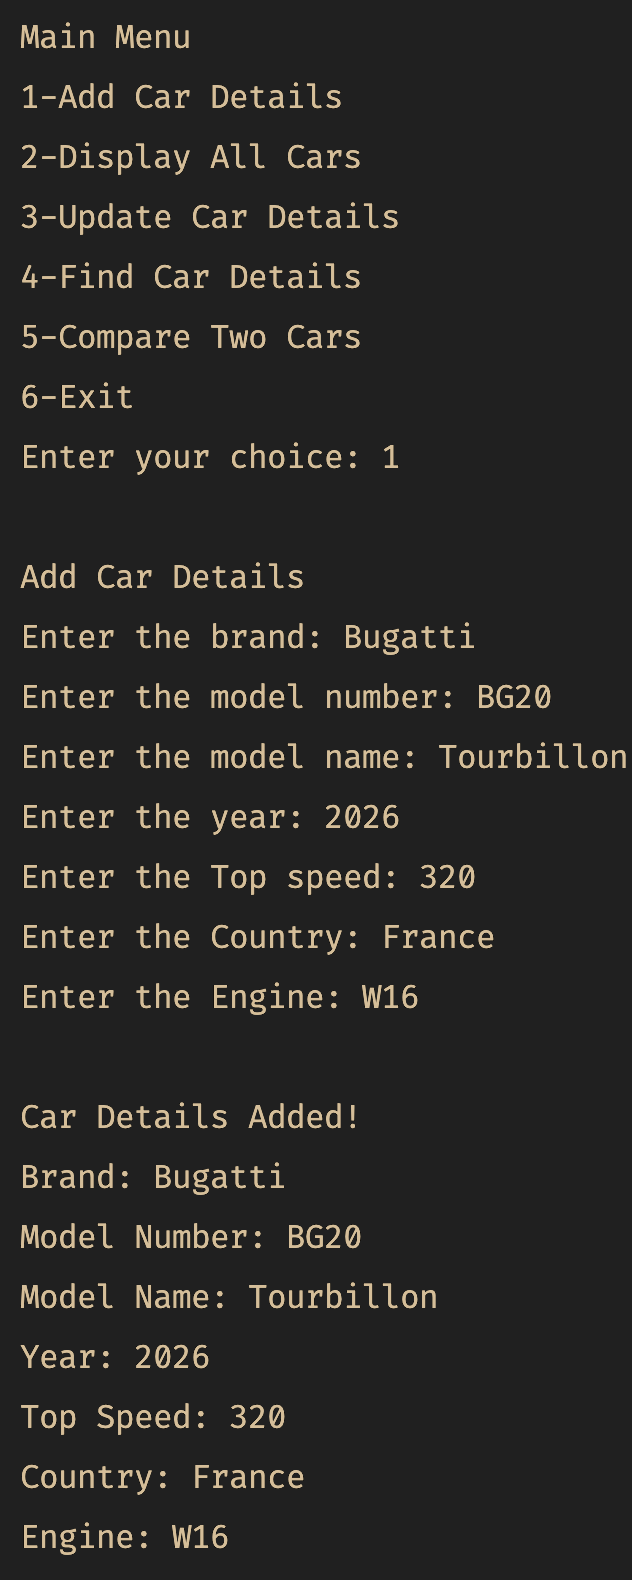 Main Menu
1-Add Car Details
2-Display All Cars
3-Update Car Details
4-Find Car Details
5-Compare Two Cars
6-Exit
Enter your choice: 1
Add Car Details
Enter the brand: Bugatti
Enter the model number: BG20
Enter the model name: Tourbillon
Enter the year: 2026
Enter the Top speed: 320
Enter the Country: France
Enter the Engine: W16
Car Details Added!
Brand: Bugatti
Model Number: BG20
Model Name: Tourbillon
Year: 2026
Top Speed: 320
Country: France
Engine: W16